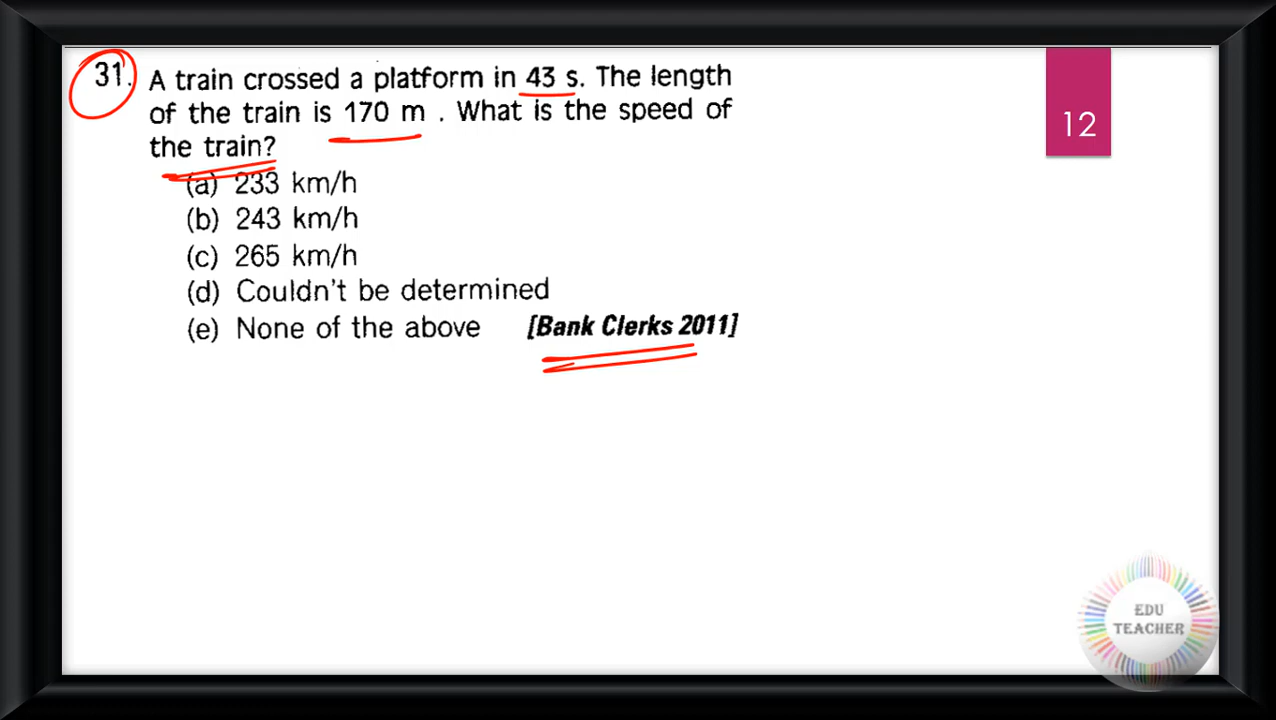 31. A train crossed a platform in 43 s. The length
of the train is 170 m . What is the speed of
the train?
(a) 233 km/h
(b) 243 km/h
(c) 265 km/h
(d) Couldn't be determined
(e) None of the above [Bank Clerks 2011]
12
EDU
TEACHER